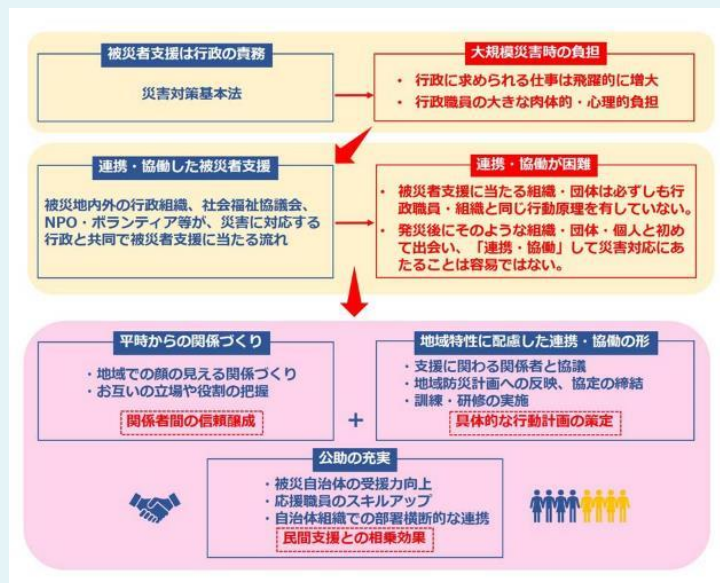 被災者支援は行政の責務
災害対策基本法
大規模災害時の負担
・ 行政に求められる仕事は飛躍的に増大
・ 行政職員の大きな肉体的・心理的負担
連携・協働した被災者支援
被災地内外の行政組織、社会福祉協議会、
NPO・ボランティア等が、災害に対応する
行政と共同で被災者支援に当たる流れ
連携・協働が困難
・ 被災者支援に当たる組織・団体は必ずしも行
政職員・組織と同じ行動原理を有していない。
・ 発災後にそのような組織・団体・個人と初め
て出会い、「連携・協働」して災害対応にあ
たることは容易ではない。
平時からの関係づくり
・地域での顔の見える関係づくり
・お互いの立場や役割の把握
関係者間の信頼醸成
+
地域特性に配慮した連携・協働の形
・支援に関わる関係者と協議
・地域防災計画への反映、協定の締結
・訓練・研修の実施
具体的な行動計画の策定
公助の充実
・被災自治体の受援力向上
・応援職員のスキルアップ
・自治体組織での部署横断的な連携
民間支援との相乗効果